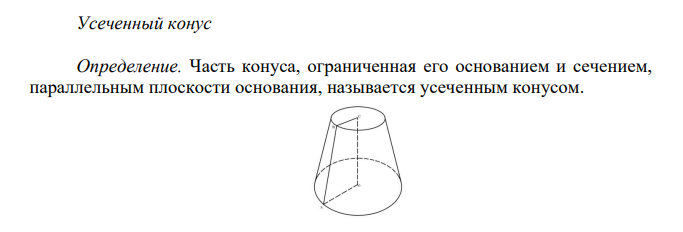 Усеченный конус
Определение. Часть конуса, ограниченная его основанием и сечением,
параллельным плоскости основания, называется усеченным конусом.